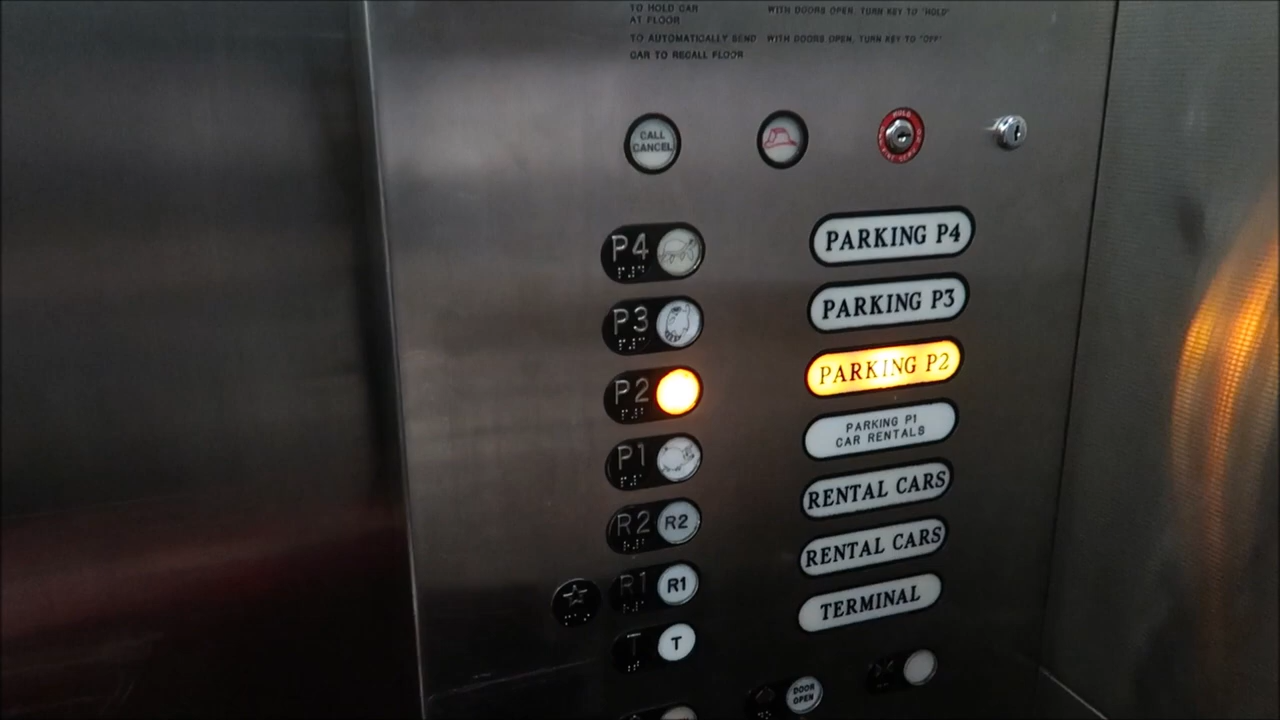 TO HOLD CAR WITH DOORS OPEN, TURN KEY TO "HOLD"
AT FLOOR
TO AUTOMATICALLY SEND WITH DOORS OPEN, TURN KEY TO "OFF"
CAR TO RECALL FLOOR
CALL
CANCEL
HOLD
P4 PARKING P4
P3 PARKING P3
P2 PARKING P2
P1 PARKING P1
CAR RENTALS
R2 R2 RENTAL CARS
R1 R1 RENTAL CARS
T T TERMINAL
DOOR
OPEN